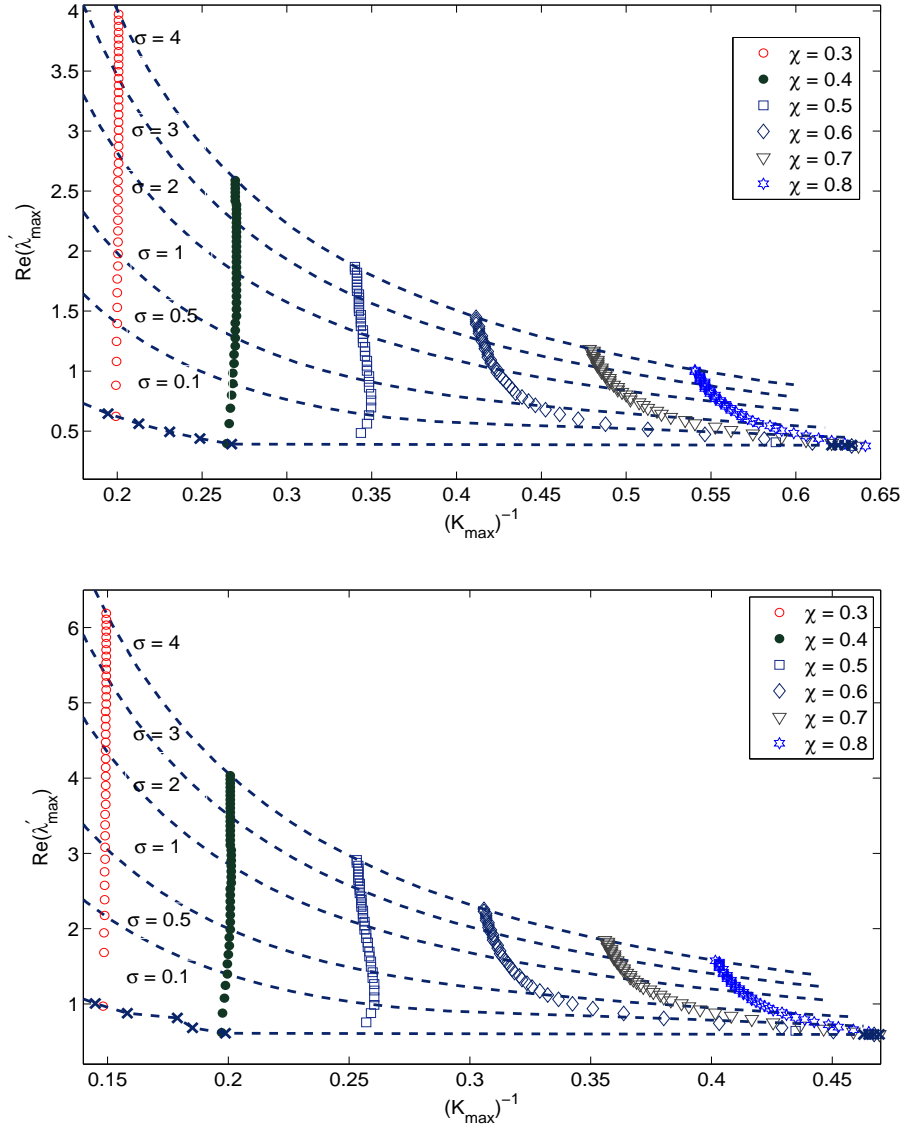 4
3.5
3
2.5
2
1.5
1
0.5
Re(λ′max)
σ = 4
σ = 3
σ = 2
σ = 1
σ = 0.5
σ = 0.1
χ = 0.3
χ = 0.4
χ = 0.5
χ = 0.6
χ = 0.7
χ = 0.8
0.2 0.25 0.3 0.35 0.4 0.45 0.5 0.55 0.6 0.65
(Kmax)−1
6
5
4
3
2
1
Re(λ′max)
σ = 4
σ = 3
σ = 2
σ = 1
σ = 0.5
σ = 0.1
χ = 0.3
χ = 0.4
χ = 0.5
χ = 0.6
χ = 0.7
χ = 0.8
0.15 0.2 0.25 0.3 0.35 0.4 0.45
(Kmax)−1